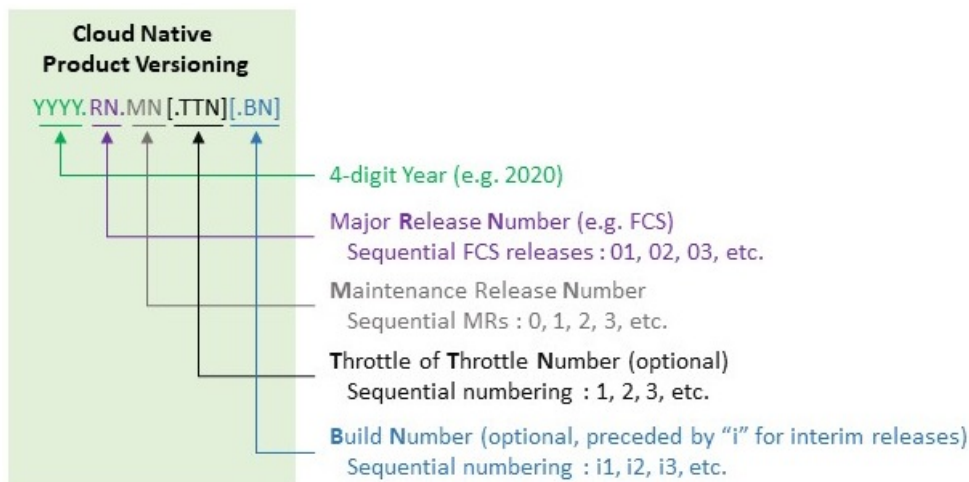 Cloud Native
Product Versioning
YYYY.RN.MN[.TTN][.BN]
4-digit Year (e.g. 2020)
Major Release Number (e.g. FCS)
Sequential FCS releases : 01, 02, 03, etc.
Maintenance Release Number
Sequential MRs : 0, 1, 2, 3, etc.
Throttle of Throttle Number (optional)
Sequential numbering : 1, 2, 3, etc.
Build Number (optional, preceded by “i” for interim releases)
Sequential numbering : i1, i2, i3, etc.